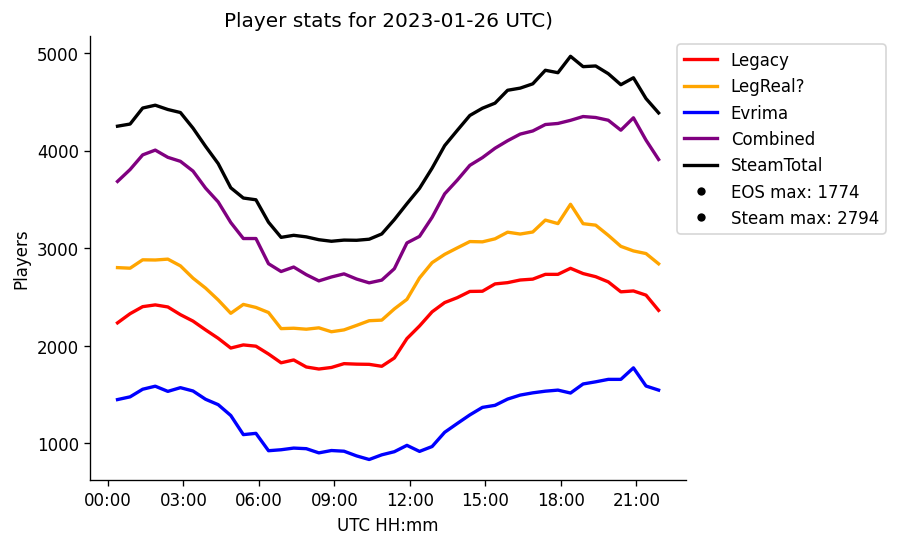 Player stats for 2023-01-26 UTC)
5000
4000
3000
2000
1000
Players
00:00 03:00 06:00 09:00 12:00 15:00 18:00 21:00
UTC HH:mm
Legacy
LegReal?
Evrima
Combined
SteamTotal
EOS max: 1774
Steam max: 2794